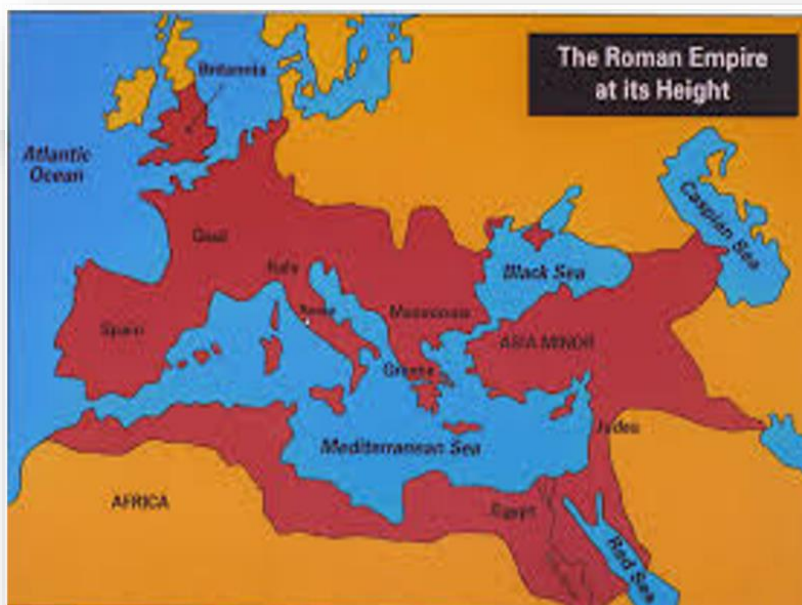 The Roman Empire
at its Height
Britannia
Atlantic
Ocean
Caspian Sea
Gaul
Italy
Black Sea
Rome
Spain
ASIA MINOR
Greece
Judea
Mediterranean Sea
AFRICA
Egypt
Red Sea